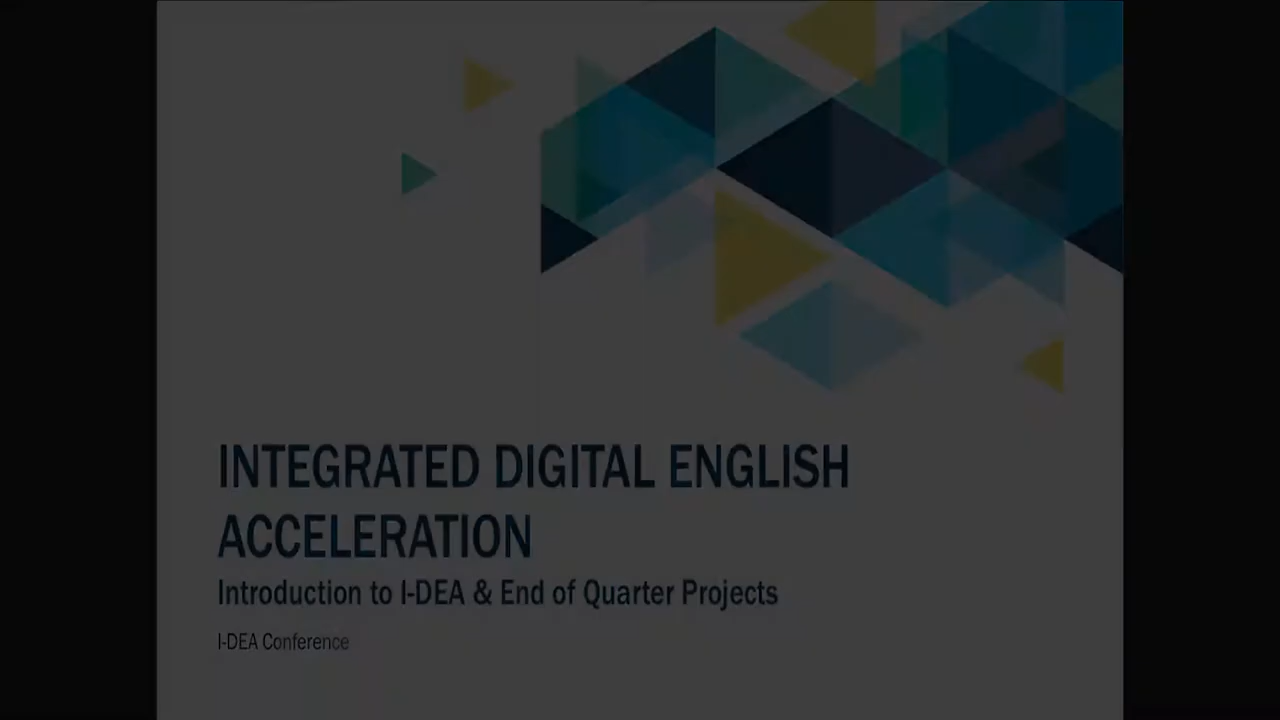 INTEGRATED DIGITAL ENGLISH
ACCELERATION
Introduction to I-DEA & End of Quarter Projects
I-DEA Conference